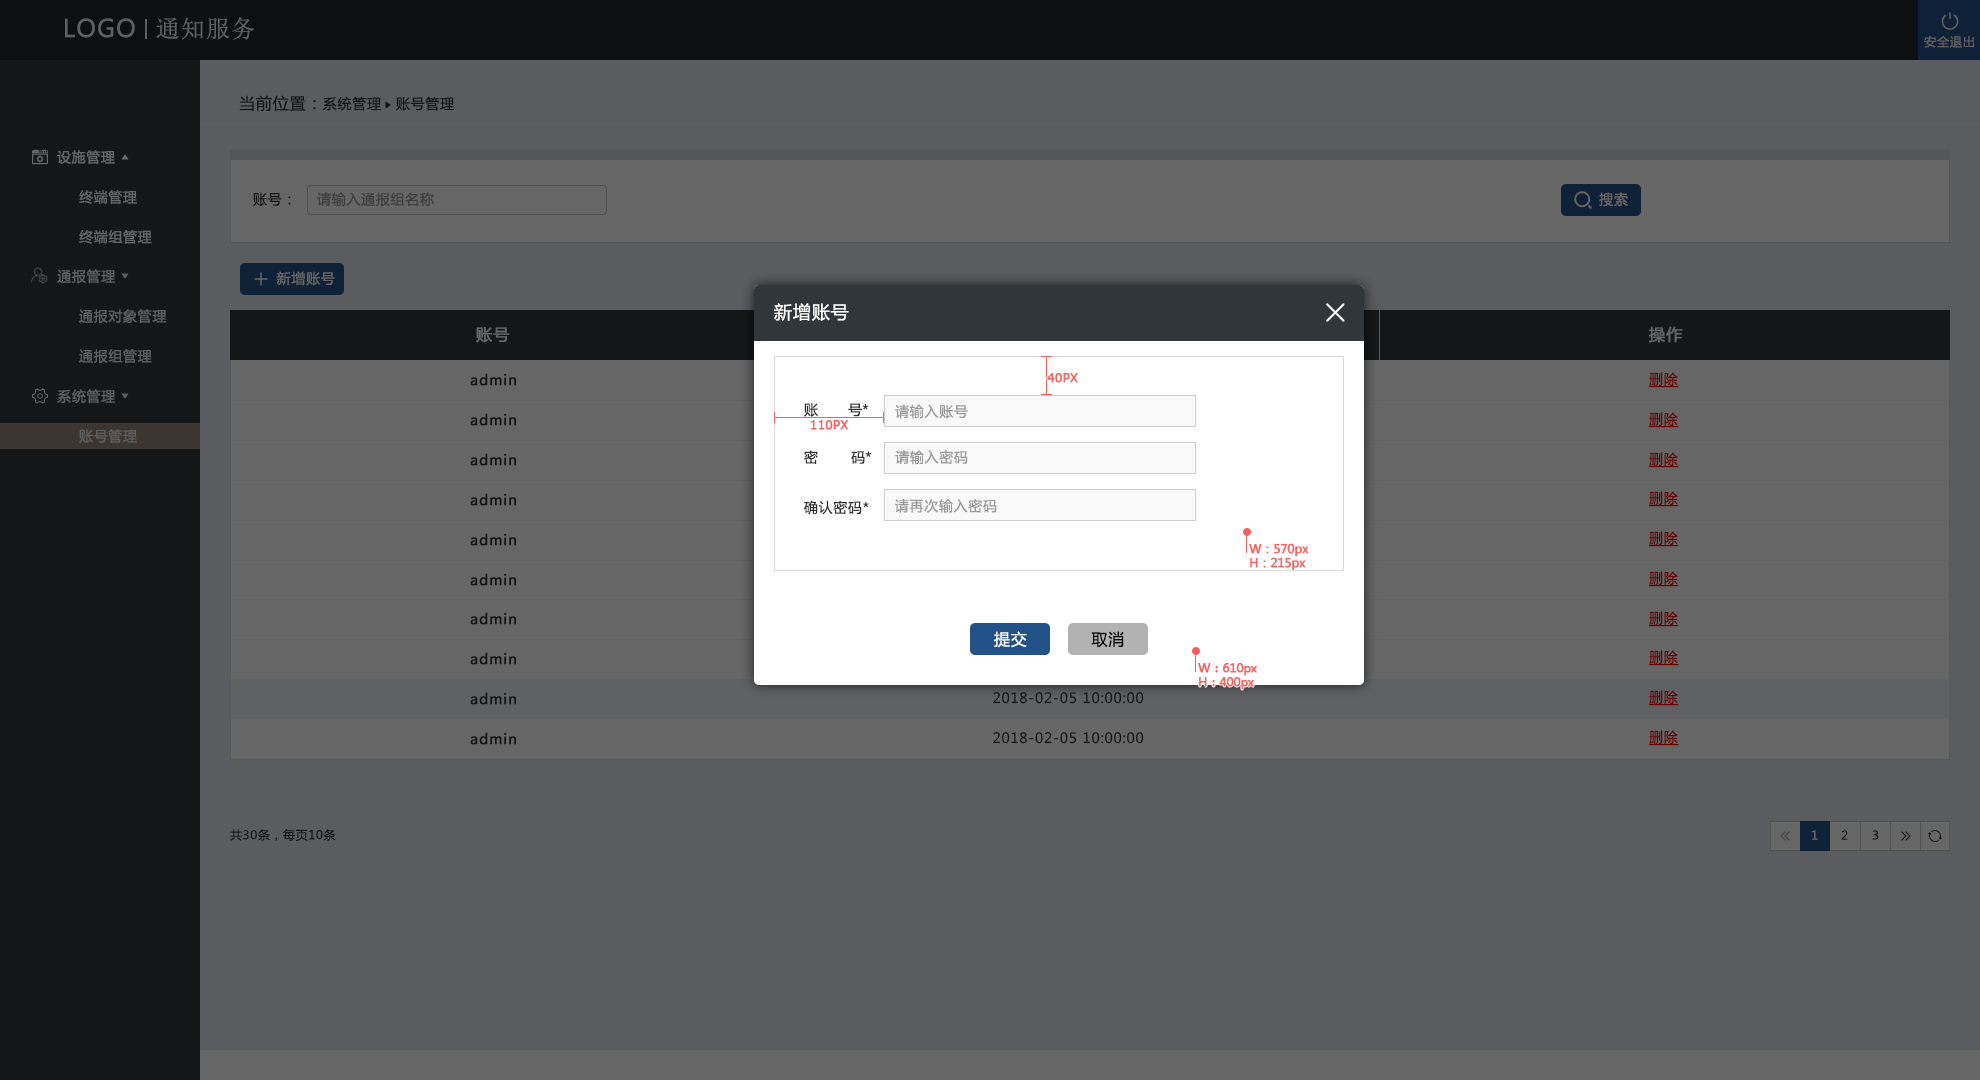 LOGO | 通知服务
安全退出
当前位置：系统管理 ▸ 账号管理
设施管理
终端管理
终端组管理
通报管理
通报对象管理
通报组管理
系统管理
账号管理
账号： 请输入通报组名称 搜索
新增账号
账号 操作
admin 删除
admin 删除
admin 删除
admin 删除
admin 删除
admin 删除
admin 删除
admin 删除
admin 2018-02-05 10:00:00 删除
admin 2018-02-05 10:00:00 删除
新增账号
40PX
账 号* 请输入账号
110PX
密 码* 请输入密码
确认密码* 请再次输入密码
W：570px
H：215px
提交 取消
W：610px
H：400px
共30条，每页10条
« 1 2 3 »